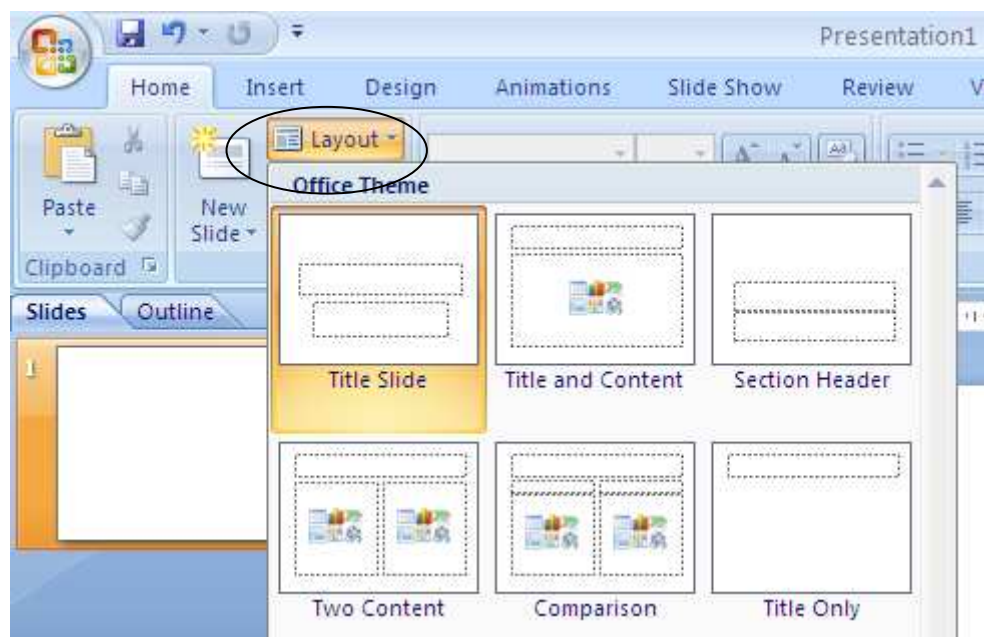 Presentation1
Home Insert Design Animations Slide Show Review
Layout
Paste
New
Slide
Clipboard
Office Theme
Slides Outline
1
Title Slide Title and Content Section Header
Two Content Comparison Title Only